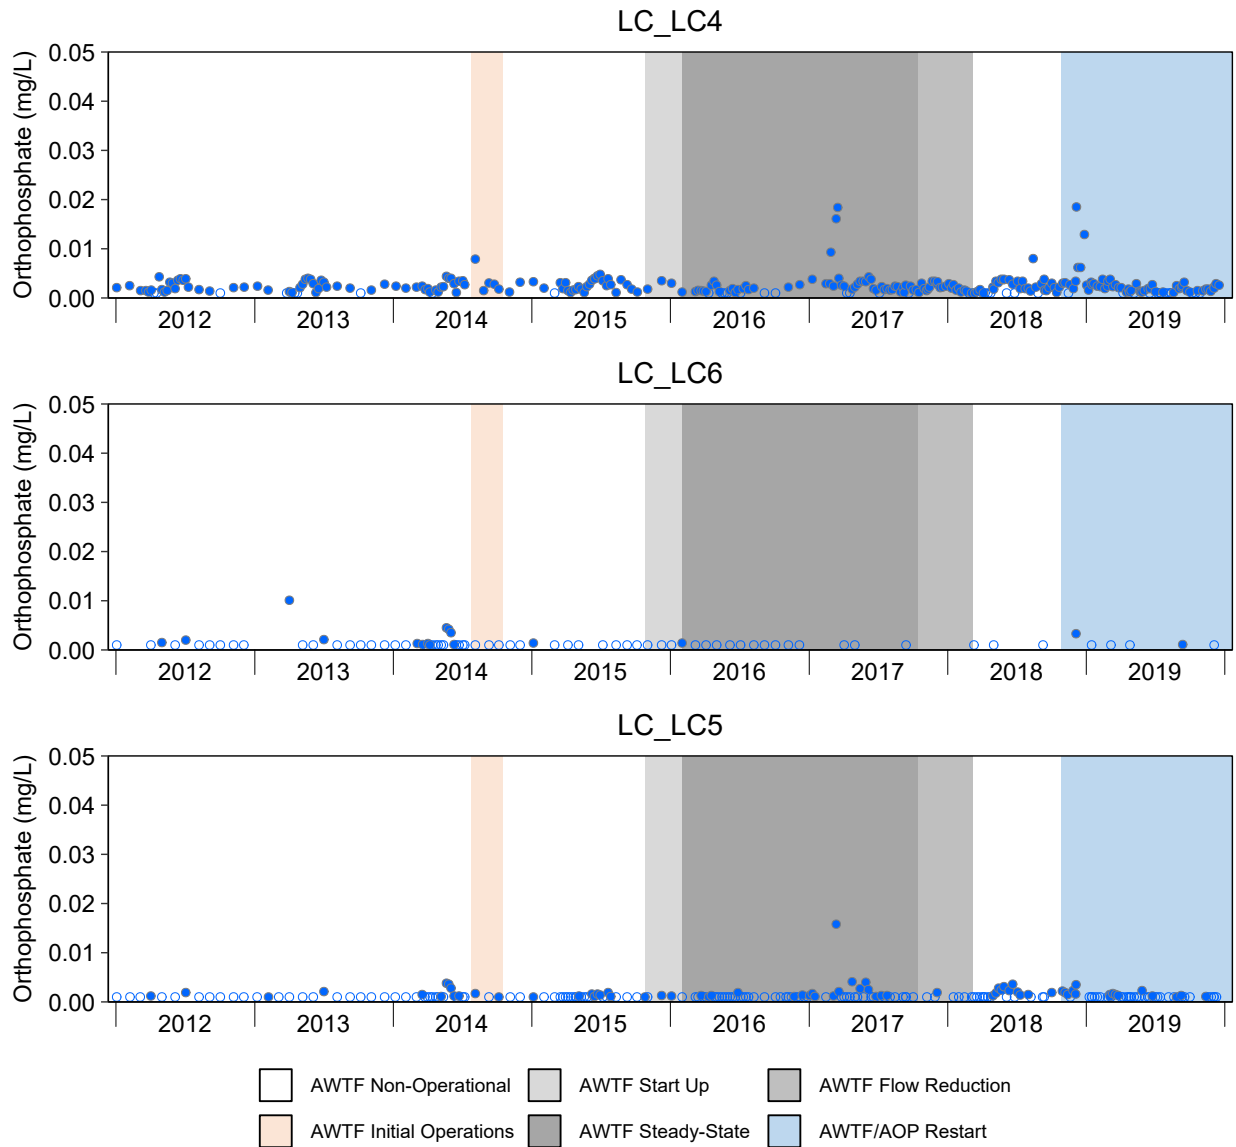 LC_LC4
Orthophosphate (mg/L)
0.05
0.04
0.03
0.02
0.01
0.00
2012 2013 2014 2015 2016 2017 2018 2019
LC_LC6
Orthophosphate (mg/L)
0.05
0.04
0.03
0.02
0.01
0.00
2012 2013 2014 2015 2016 2017 2018 2019
LC_LC5
Orthophosphate (mg/L)
0.05
0.04
0.03
0.02
0.01
0.00
2012 2013 2014 2015 2016 2017 2018 2019
AWTF Non-Operational AWTF Start Up AWTF Flow Reduction
AWTF Initial Operations AWTF Steady-State AWTF/AOP Restart